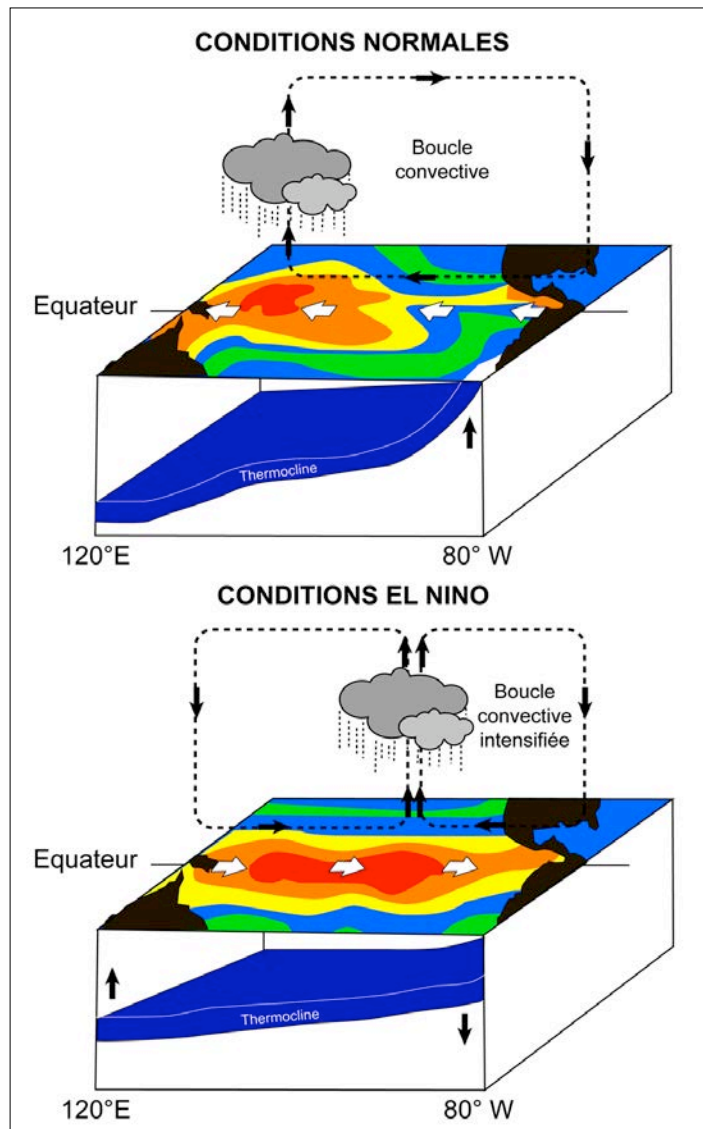 CONDITIONS NORMALES
Boucle
convective
Equateur
Thermocline
120°E
80° W
CONDITIONS EL NINO
Boucle
convective
intensifiée
Equateur
Thermocline
120°E
80° W